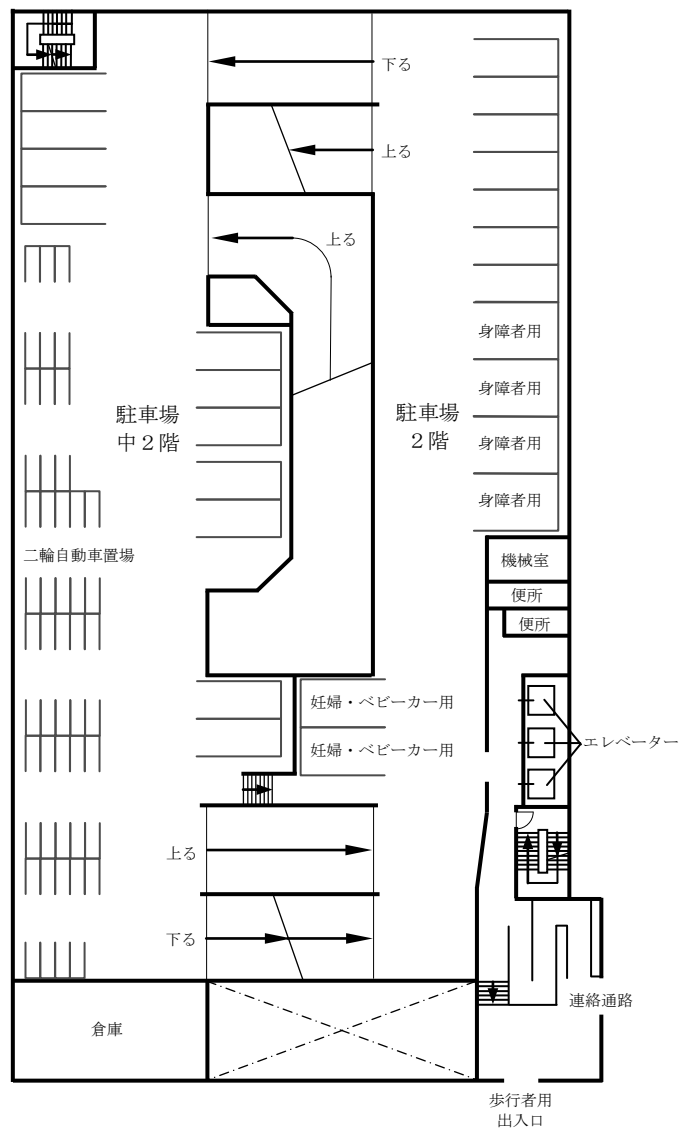 下る
上る
上る
身障者用
身障者用
身障者用
身障者用
駐車場
中２階
駐車場
２階
二輪自動車置場
機械室
便所
便所
妊婦・ベビーカー用
妊婦・ベビーカー用
エレベーター
上る
下る
倉庫
連絡通路
歩行者用
出入口